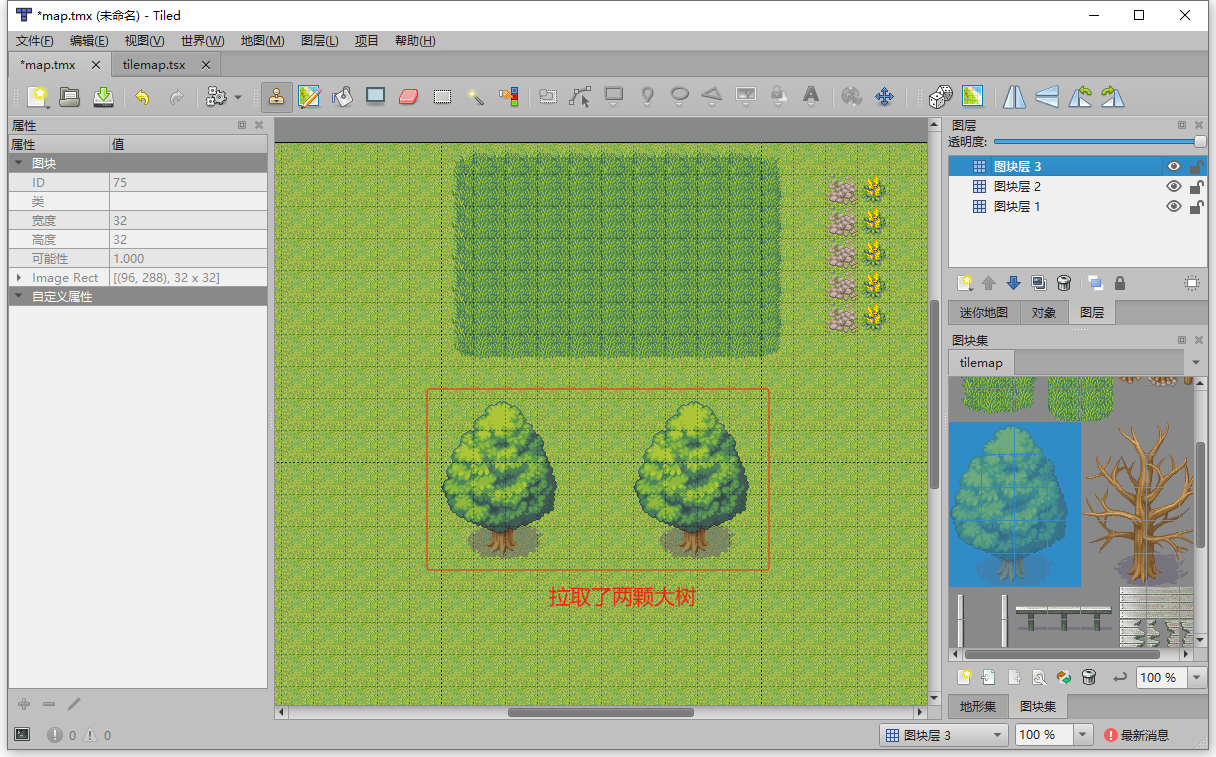 *map.tmx (未命名) - Tiled
文件(F) 编辑(E) 视图(V) 世界(W) 地图(M) 图层(L) 项目 帮助(H)
*map.tmx tilemap.tsx
属性
属性 值
图块
ID 75
类
宽度 32
高度 32
可能性 1.000
Image Rect [(96, 288), 32 x 32]
自定义属性
拉取了两颗大树
图层
透明度:
图块层 3
图块层 2
图块层 1
迷你地图 对象 图层
图块集
tilemap
100 %
地形集 图块集
0 0
图块层 3 100 % 最新消息